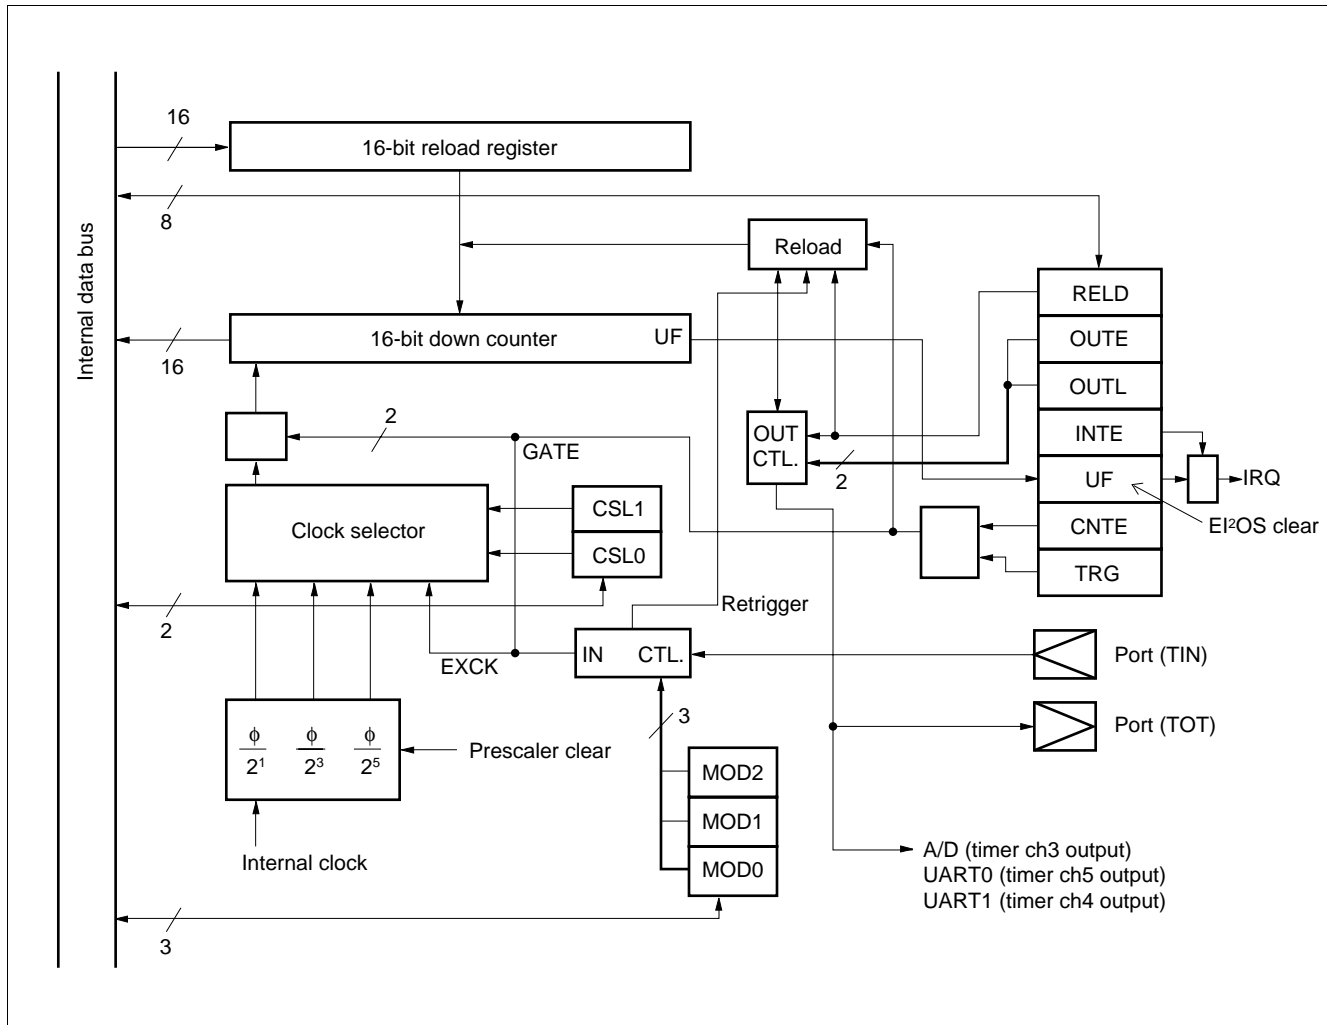 16
16-bit reload register
8
Internal data bus
Reload
RELD
16-bit down counter
UF
OUTE
16
OUTL
2
GATE
OUT
CTL.
2
INTE
UF
IRQ
EI²OS clear
CSL1
CSL0
Clock selector
CNTE
TRG
2
Retrigger
EXCK
IN CTL.
Port (TIN)
3
Port (TOT)
ϕ ϕ ϕ
2¹ 2³ 2⁵
Prescaler clear
MOD2
MOD1
MOD0
Internal clock
A/D (timer ch3 output)
UART0 (timer ch5 output)
UART1 (timer ch4 output)
3